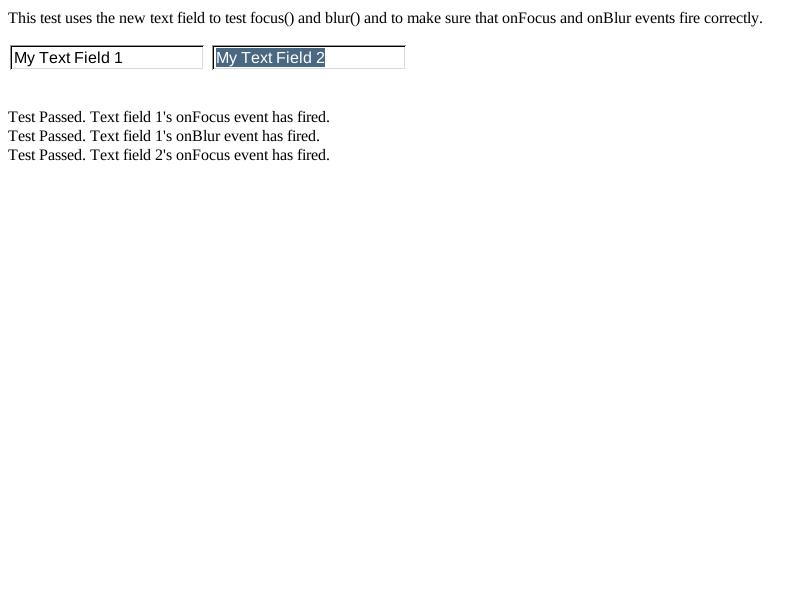 This test uses the new text field to test focus() and blur() and to make sure that onFocus and onBlur events fire correctly.
My Text Field 1 My Text Field 2
Test Passed. Text field 1's onFocus event has fired.
Test Passed. Text field 1's onBlur event has fired.
Test Passed. Text field 2's onFocus event has fired.